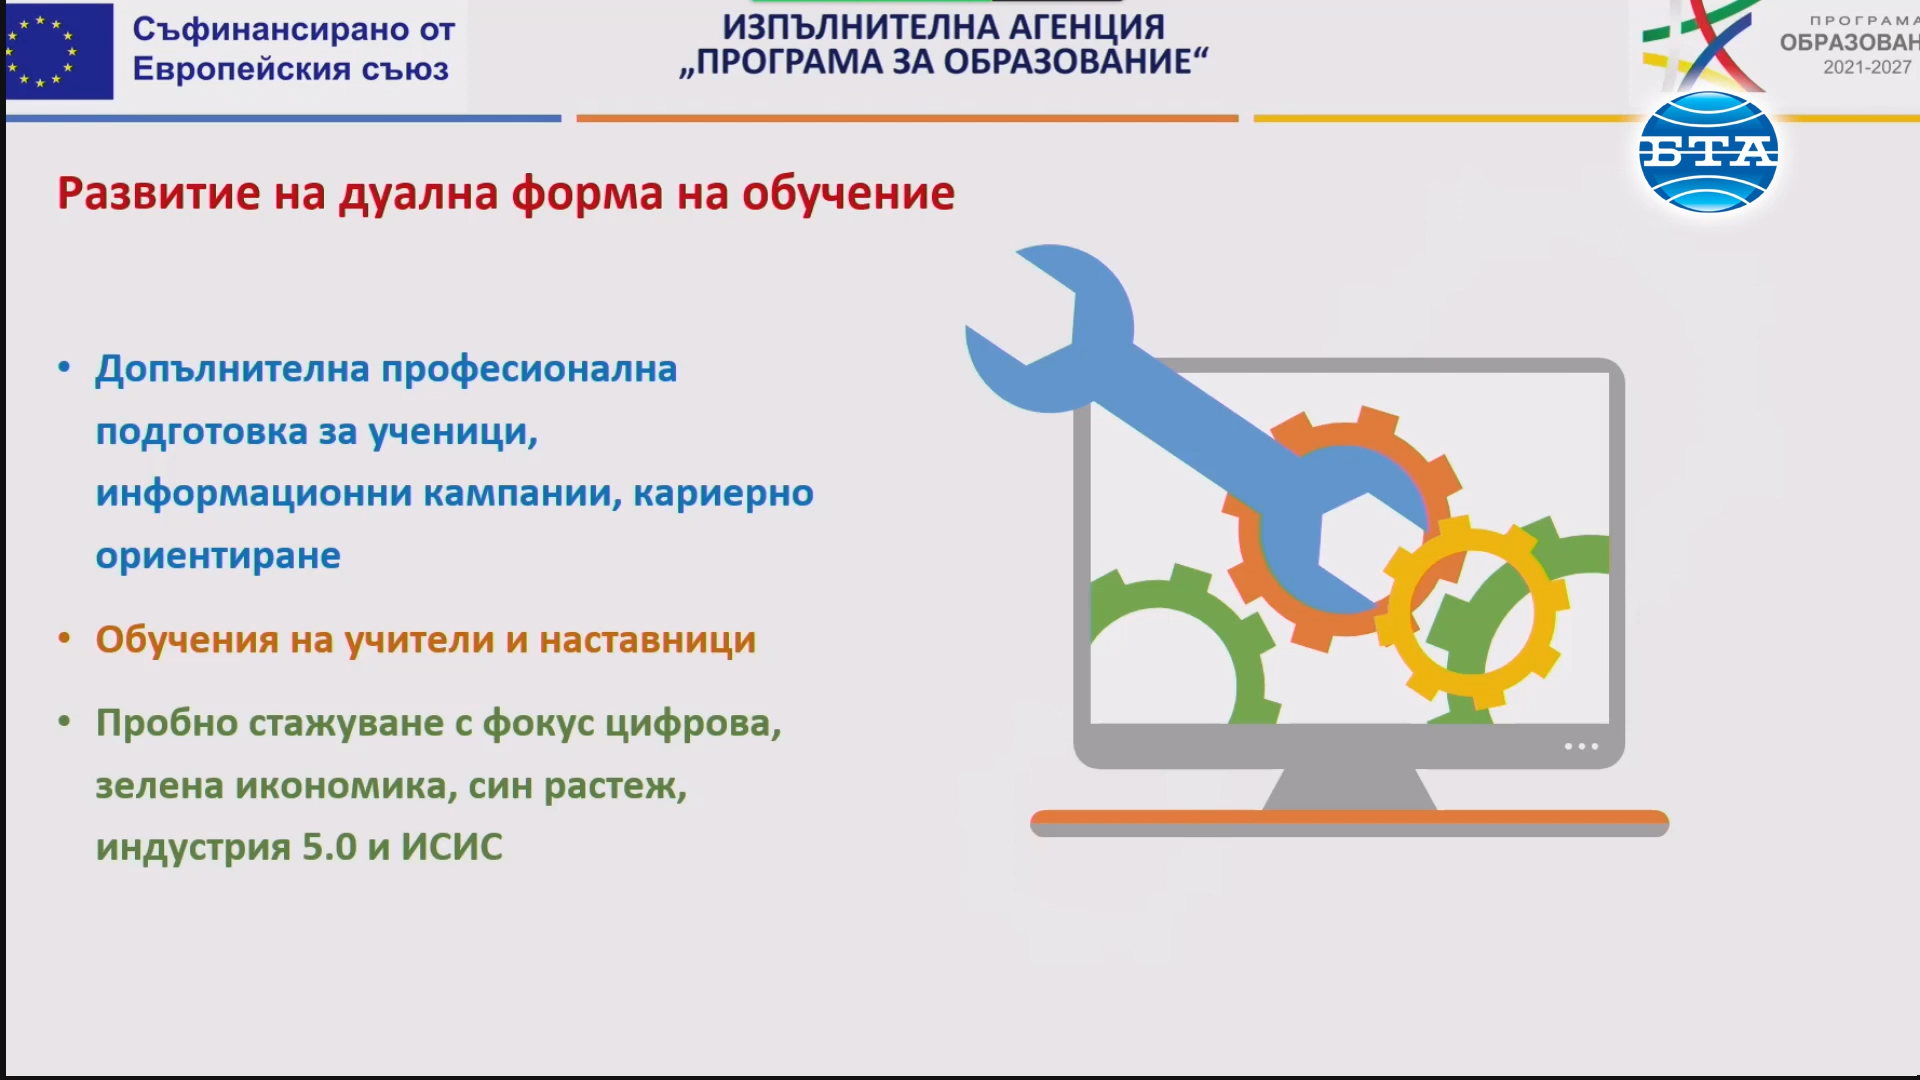 Съфинансирано от
Европейския съюз
ИЗПЪЛНИТЕЛНА АГЕНЦИЯ
„ПРОГРАМА ЗА ОБРАЗОВАНИЕ“
ПРОГРАМА
ОБРАЗОВАН
2021-2027
БТА
Развитие на дуална форма на обучение
• Допълнителна професионална
подготовка за ученици,
информационни кампании, кариерно
ориентиране
• Обучения на учители и наставници
• Пробно стажуване с фокус цифрова,
зелена икономика, син растеж,
индустрия 5.0 и ИСИС